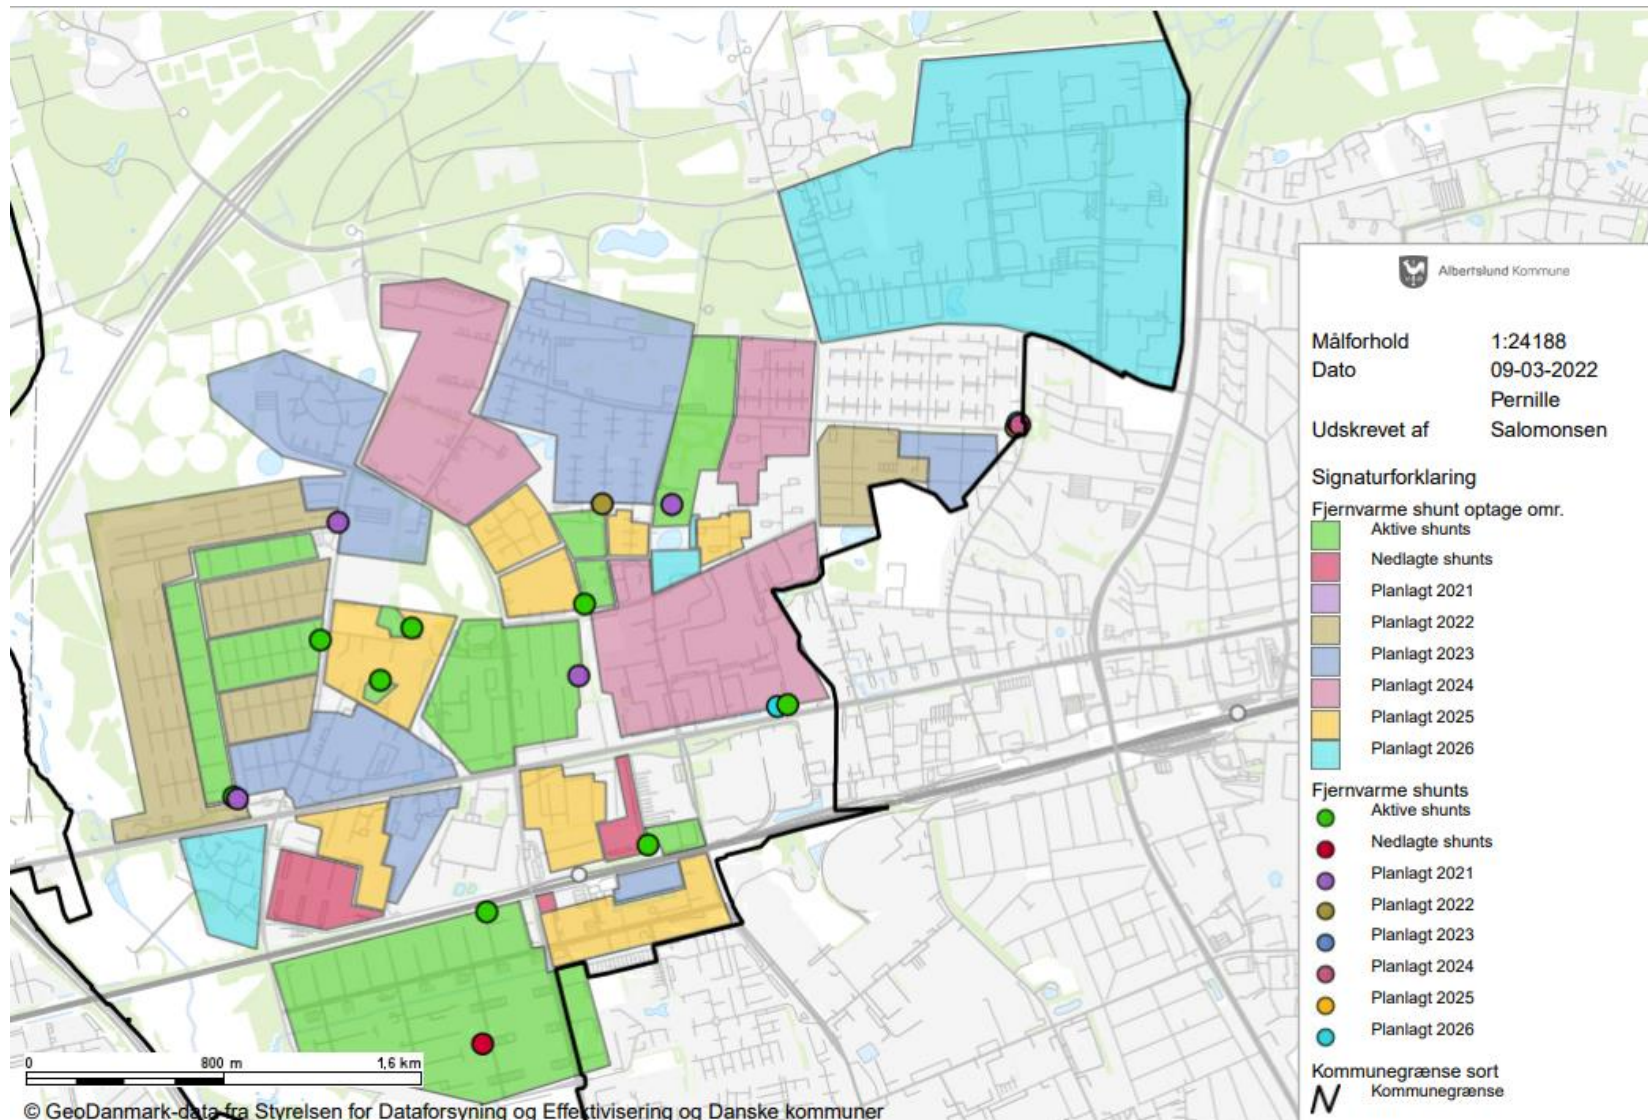 Albertslund Kommune
Målforhold 1:24188
Dato 09-03-2022
Pernille
Udskrevet af Salomonsen
Signaturforklaring
Fjernvarme shunt optage omr.
Aktive shunts
Nedlagte shunts
Planlagt 2021
Planlagt 2022
Planlagt 2023
Planlagt 2024
Planlagt 2025
Planlagt 2026
Fjernvarme shunts
Aktive shunts
Nedlagte shunts
Planlagt 2021
Planlagt 2022
Planlagt 2023
Planlagt 2024
Planlagt 2025
Planlagt 2026
Kommunegrænse sort
Kommunegrænse
0 800 m 1,6 km
© GeoDanmark-data fra Styrelsen for Dataforsyning og Effektivisering og Danske kommuner